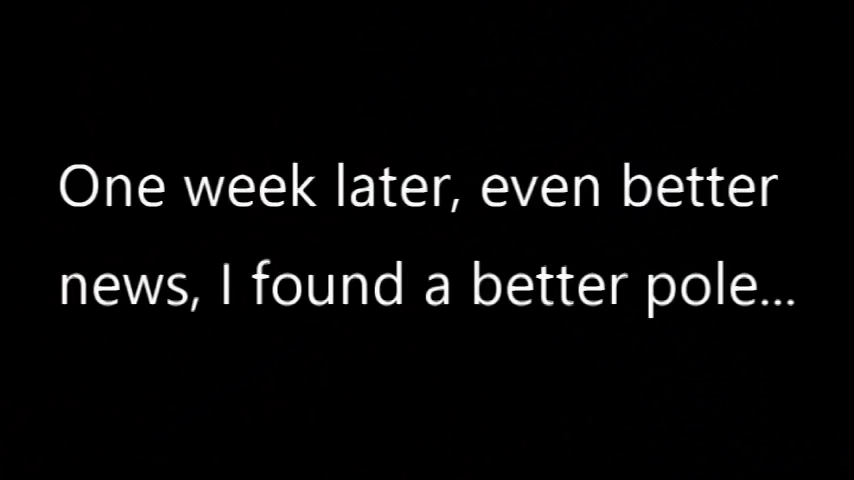 One week later, even better
news, I found a better pole...